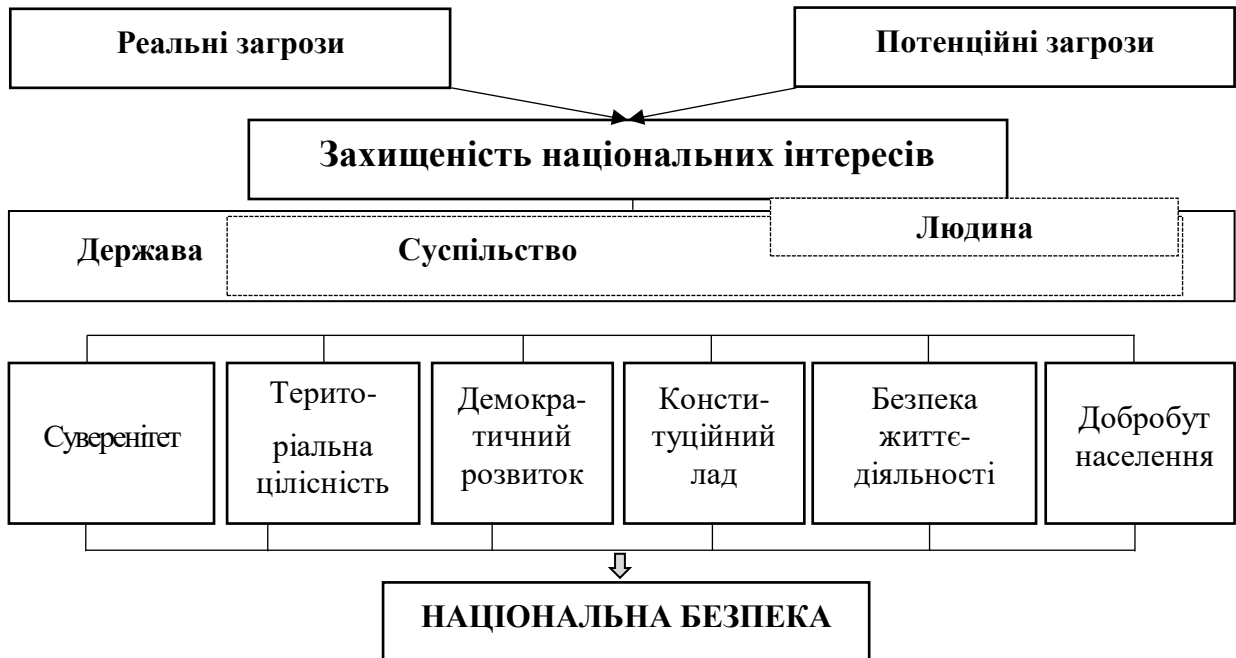 Реальні загрози
Потенційні загрози
Захищеність національних інтересів
Держава
Суспільство
Людина
Суверенітет
Терито-
ріальна
цілісність
Демокра-
тичний
розвиток
Консти-
туційний
лад
Безпека
життє-
діяльності
Добробут
населення
НАЦІОНАЛЬНА БЕЗПЕКА